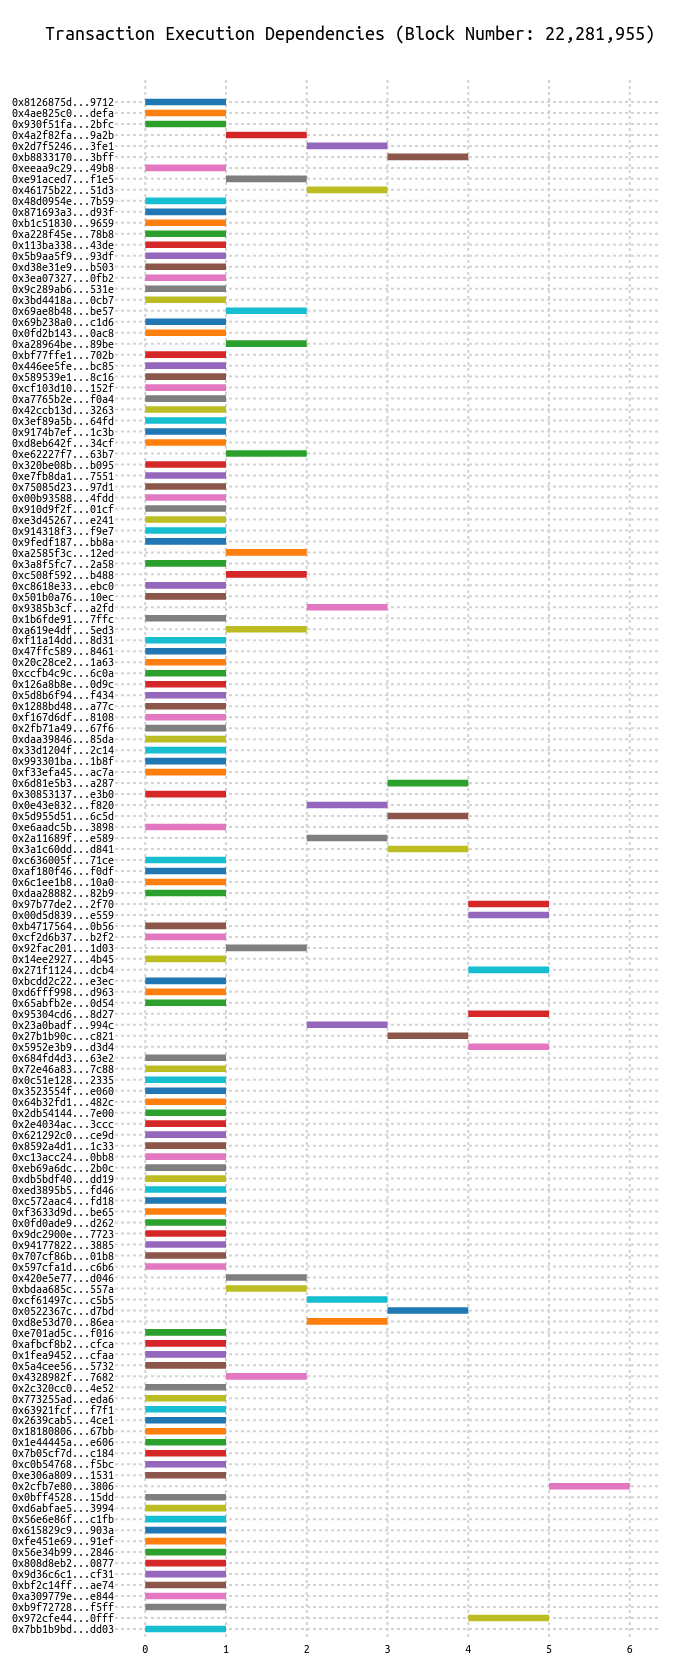 Transaction Execution Dependencies (Block Number: 22,281,955)
0x8126875d...9712
0x4ae825c0...defa
0x930f51fa...2bfc
0x4a2f82fa...9a2b
0x2d7f5246...3fe1
0xb8833170...3bff
0xeeaa9c29...49b8
0xe91aced7...f1e5
0x46175b22...51d3
0x48d0954e...7b59
0x871693a3...d93f
0xb1c51830...9659
0xa228f45e...78b8
0x113ba338...43de
0x5b9aa5f9...93df
0xd38e31e9...b503
0x3ea07327...0fb2
0x9c289ab6...531e
0x3bd4418a...0cb7
0x69ae8b48...be57
0x69b238a0...c1d6
0x0fd2b143...0ac8
0xa28964be...89be
0xbf77ffe1...702b
0x446ee5fe...bc85
0x589539e1...8c16
0xcf103d10...152f
0xa7765b2e...f0a4
0x42ccb13d...3263
0x3ef89a5b...64fd
0x9174b7ef...1c3b
0xd8eb642f...34cf
0xe62227f7...63b7
0x320be08b...b095
0xe7fb8da1...7551
0x75085d23...97d1
0x00b93588...4fdd
0x910d9f2f...01cf
0xe3d45267...e241
0x914318f3...f9e7
0x9fedf187...bb8a
0xa2585f3c...12ed
0x3a8f5fc7...2a58
0xc508f592...b488
0xc8618e33...ebc0
0x501b0a76...10ec
0x9385b3cf...a2fd
0x1b6fde91...7ffc
0xa619e4df...5ed3
0xf11a14dd...8d31
0x47ffc589...8461
0x20c28ce2...1a63
0xccfb4c9c...6c0a
0x126a8b8e...0d9c
0x5d8b6f94...f434
0x1288bd48...a77c
0xf167d6df...8108
0x2fb71a49...67f6
0xdaa39846...85da
0x33d1204f...2c14
0x993301ba...1b8f
0xf33efa45...ac7a
0x6d81e5b3...a287
0x30853137...e3b0
0x0e43e832...f820
0x5d955d51...6c5d
0xe6aadc5b...3898
0x2a11689f...e589
0x3a1c60dd...d841
0xc636005f...71ce
0xaf180f46...f0df
0x6c1ee1b8...10a0
0xdaa28882...82b9
0x97b77de2...2f70
0x00d5d839...e559
0xb4717564...0b56
0xcf2d6b37...b2f2
0x92fac201...1d03
0x14ee2927...4b45
0x271f1124...dcb4
0xbcdd2c22...e3ec
0xd6fff998...d963
0x65abfb2e...0d54
0x95304cd6...8d27
0x23a0badf...994c
0x27b1b90c...c821
0x5952e3b9...d3d4
0x684fd4d3...63e2
0x72e46a83...7c88
0x0c51e128...2335
0x3523554f...e060
0x64b32fd1...482c
0x2db54144...7e00
0x2e4034ac...3ccc
0x621292c0...ce9d
0x8592a4d1...1c33
0xc13acc24...0bb8
0xeb69a6dc...2b0c
0xdb5bdf40...dd19
0xed3895b5...fd46
0xc572aac4...fd18
0xf3633d9d...be65
0x0fd0ade9...d262
0x9dc2900e...7723
0x94177822...3885
0x707cf86b...01b8
0x597cfa1d...c6b6
0x420e5e77...d046
0xbdaa685c...557a
0xcf61497c...c5b5
0x0522367c...d7bd
0xd8e53d70...86ea
0xe701ad5c...f016
0xafbcf8b2...cfca
0x1fea9452...cfaa
0x5a4cee56...5732
0x4328982f...7682
0x2c320cc0...4e52
0x773255ad...eda6
0x63921fcf...f7f1
0x2639cab5...4ce1
0x18180806...67bb
0x1e44445a...e606
0x7b05cf7d...c184
0xc0b54768...f5bc
0xe306a809...1531
0x2cfb7e80...3806
0x0bff4528...15dd
0xd6abfae5...3994
0x56e6e86f...c1fb
0x615829c9...903a
0xfe451e69...91ef
0x56e34b99...2846
0x808d8eb2...0877
0x9d36c6c1...cf31
0xbf2c14ff...ae74
0xa309779e...e844
0xb9f72728...f5ff
0x972cfe44...0fff
0x7bb1b9bd...dd03
0 1 2 3 4 5 6